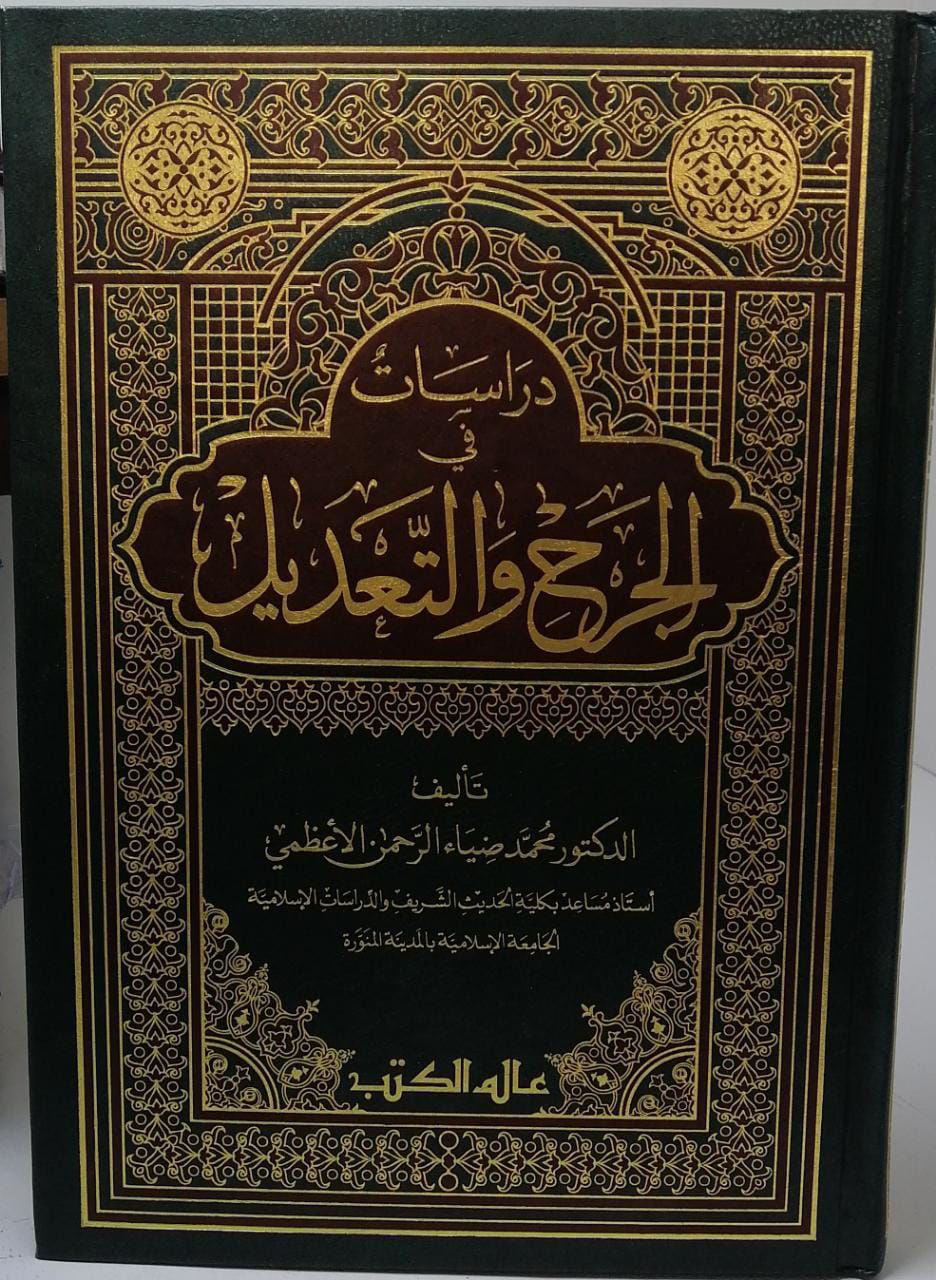 دراسات
في
الجرح والتعديل
تأليف
الدكتور محمد ضياء الرحمن الأعظمي
أستاذ مساعد بكلية الحديث الشريف والدراسات الإسلامية
الجامعة الإسلامية بالمدينة المنورة
عالم الكتب